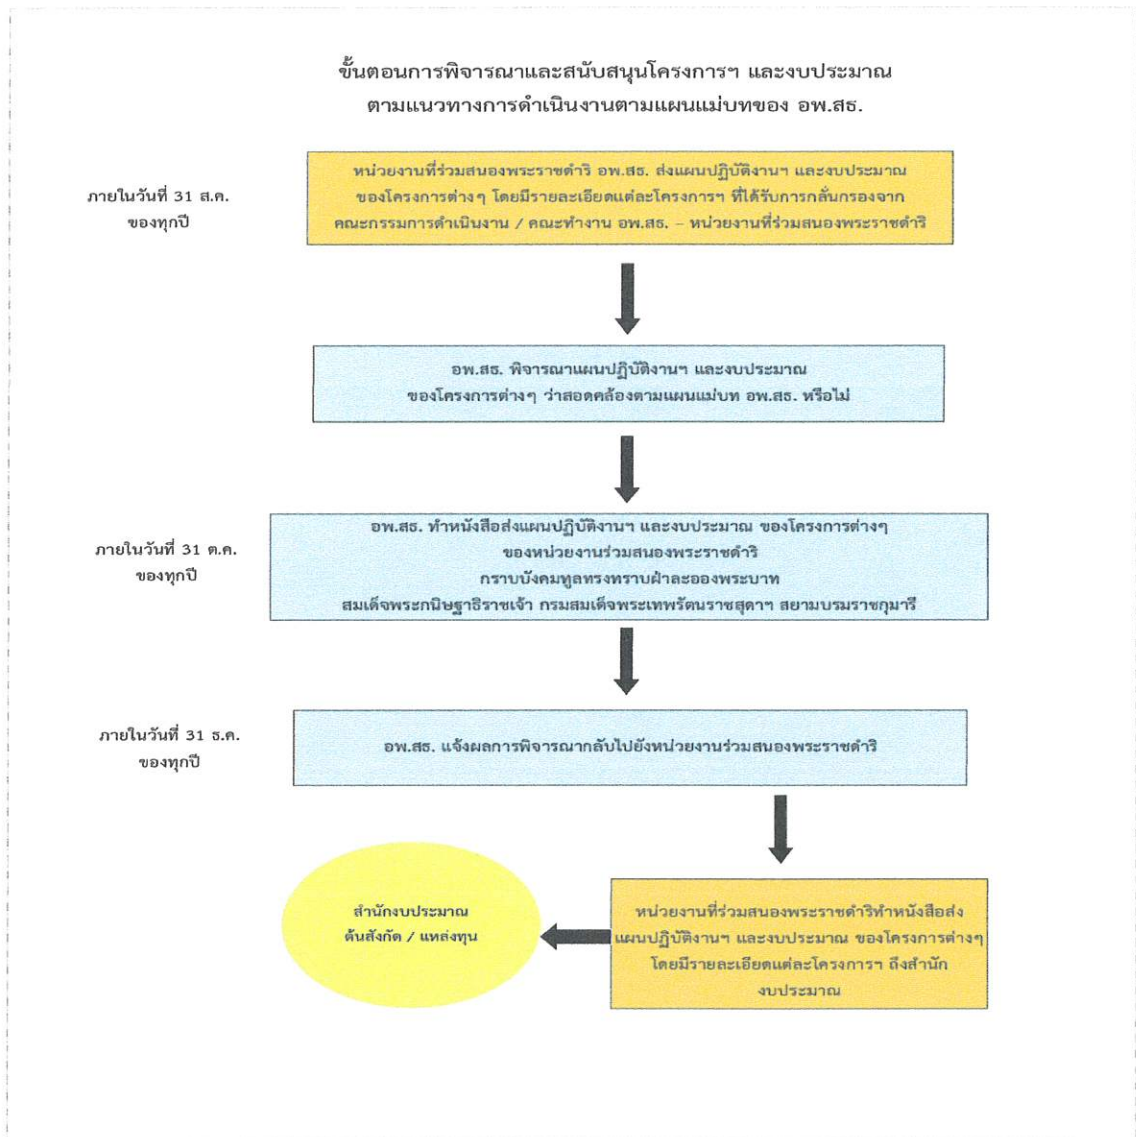 ขั้นตอนการพิจารณาและสนับสนุนโครงการฯ และงบประมาณ
ตามแนวทางการดำเนินงานตามแผนแม่บทของ อพ.สธ.
ภายในวันที่ 31 ส.ค.
ของทุกปี
หน่วยงานที่ร่วมสนองพระราชดำริ อพ.สธ. ส่งแผนปฏิบัติงานฯ และงบประมาณ
ของโครงการต่างๆ โดยมีรายละเอียดแต่ละโครงการฯ ที่ได้รับการกลั่นกรองจาก
คณะกรรมการดำเนินงาน / คณะทำงาน อพ.สธ. – หน่วยงานที่ร่วมสนองพระราชดำริ
อพ.สธ. พิจารณาแผนปฏิบัติงานฯ และงบประมาณ
ของโครงการต่างๆ ว่าสอดคล้องตามแผนแม่บท อพ.สธ. หรือไม่
ภายในวันที่ 31 ต.ค.
ของทุกปี
อพ.สธ. ทำหนังสือส่งแผนปฏิบัติงานฯ และงบประมาณ ของโครงการต่างๆ
ของหน่วยงานร่วมสนองพระราชดำริ
กราบบังคมทูลทรงทราบฝ่าละอองพระบาท
สมเด็จพระกนิษฐาธิราชเจ้า กรมสมเด็จพระเทพรัตนราชสุดาฯ สยามบรมราชกุมารี
ภายในวันที่ 31 ธ.ค.
ของทุกปี
อพ.สธ. แจ้งผลการพิจารณากลับไปยังหน่วยงานร่วมสนองพระราชดำริ
สำนักงบประมาณ
ต้นสังกัด / แหล่งทุน
หน่วยงานที่ร่วมสนองพระราชดำริทำหนังสือส่ง
แผนปฏิบัติงานฯ และงบประมาณ ของโครงการต่างๆ
โดยมีรายละเอียดแต่ละโครงการฯ ถึงสำนัก
งบประมาณ